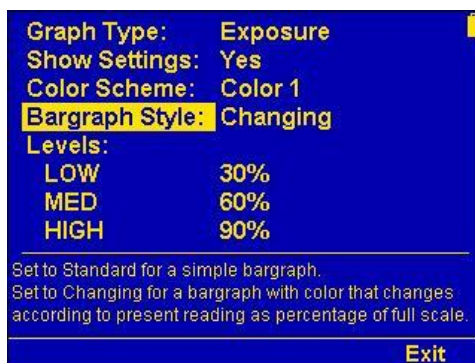 Graph Type: Exposure
Show Settings: Yes
Color Scheme: Color 1
Bargraph Style: Changing
Levels:
LOW 30%
MED 60%
HIGH 90%
Set to Standard for a simple bargraph.
Set to Changing for a bargraph with color that changes
according to present reading as percentage of full scale.
Exit